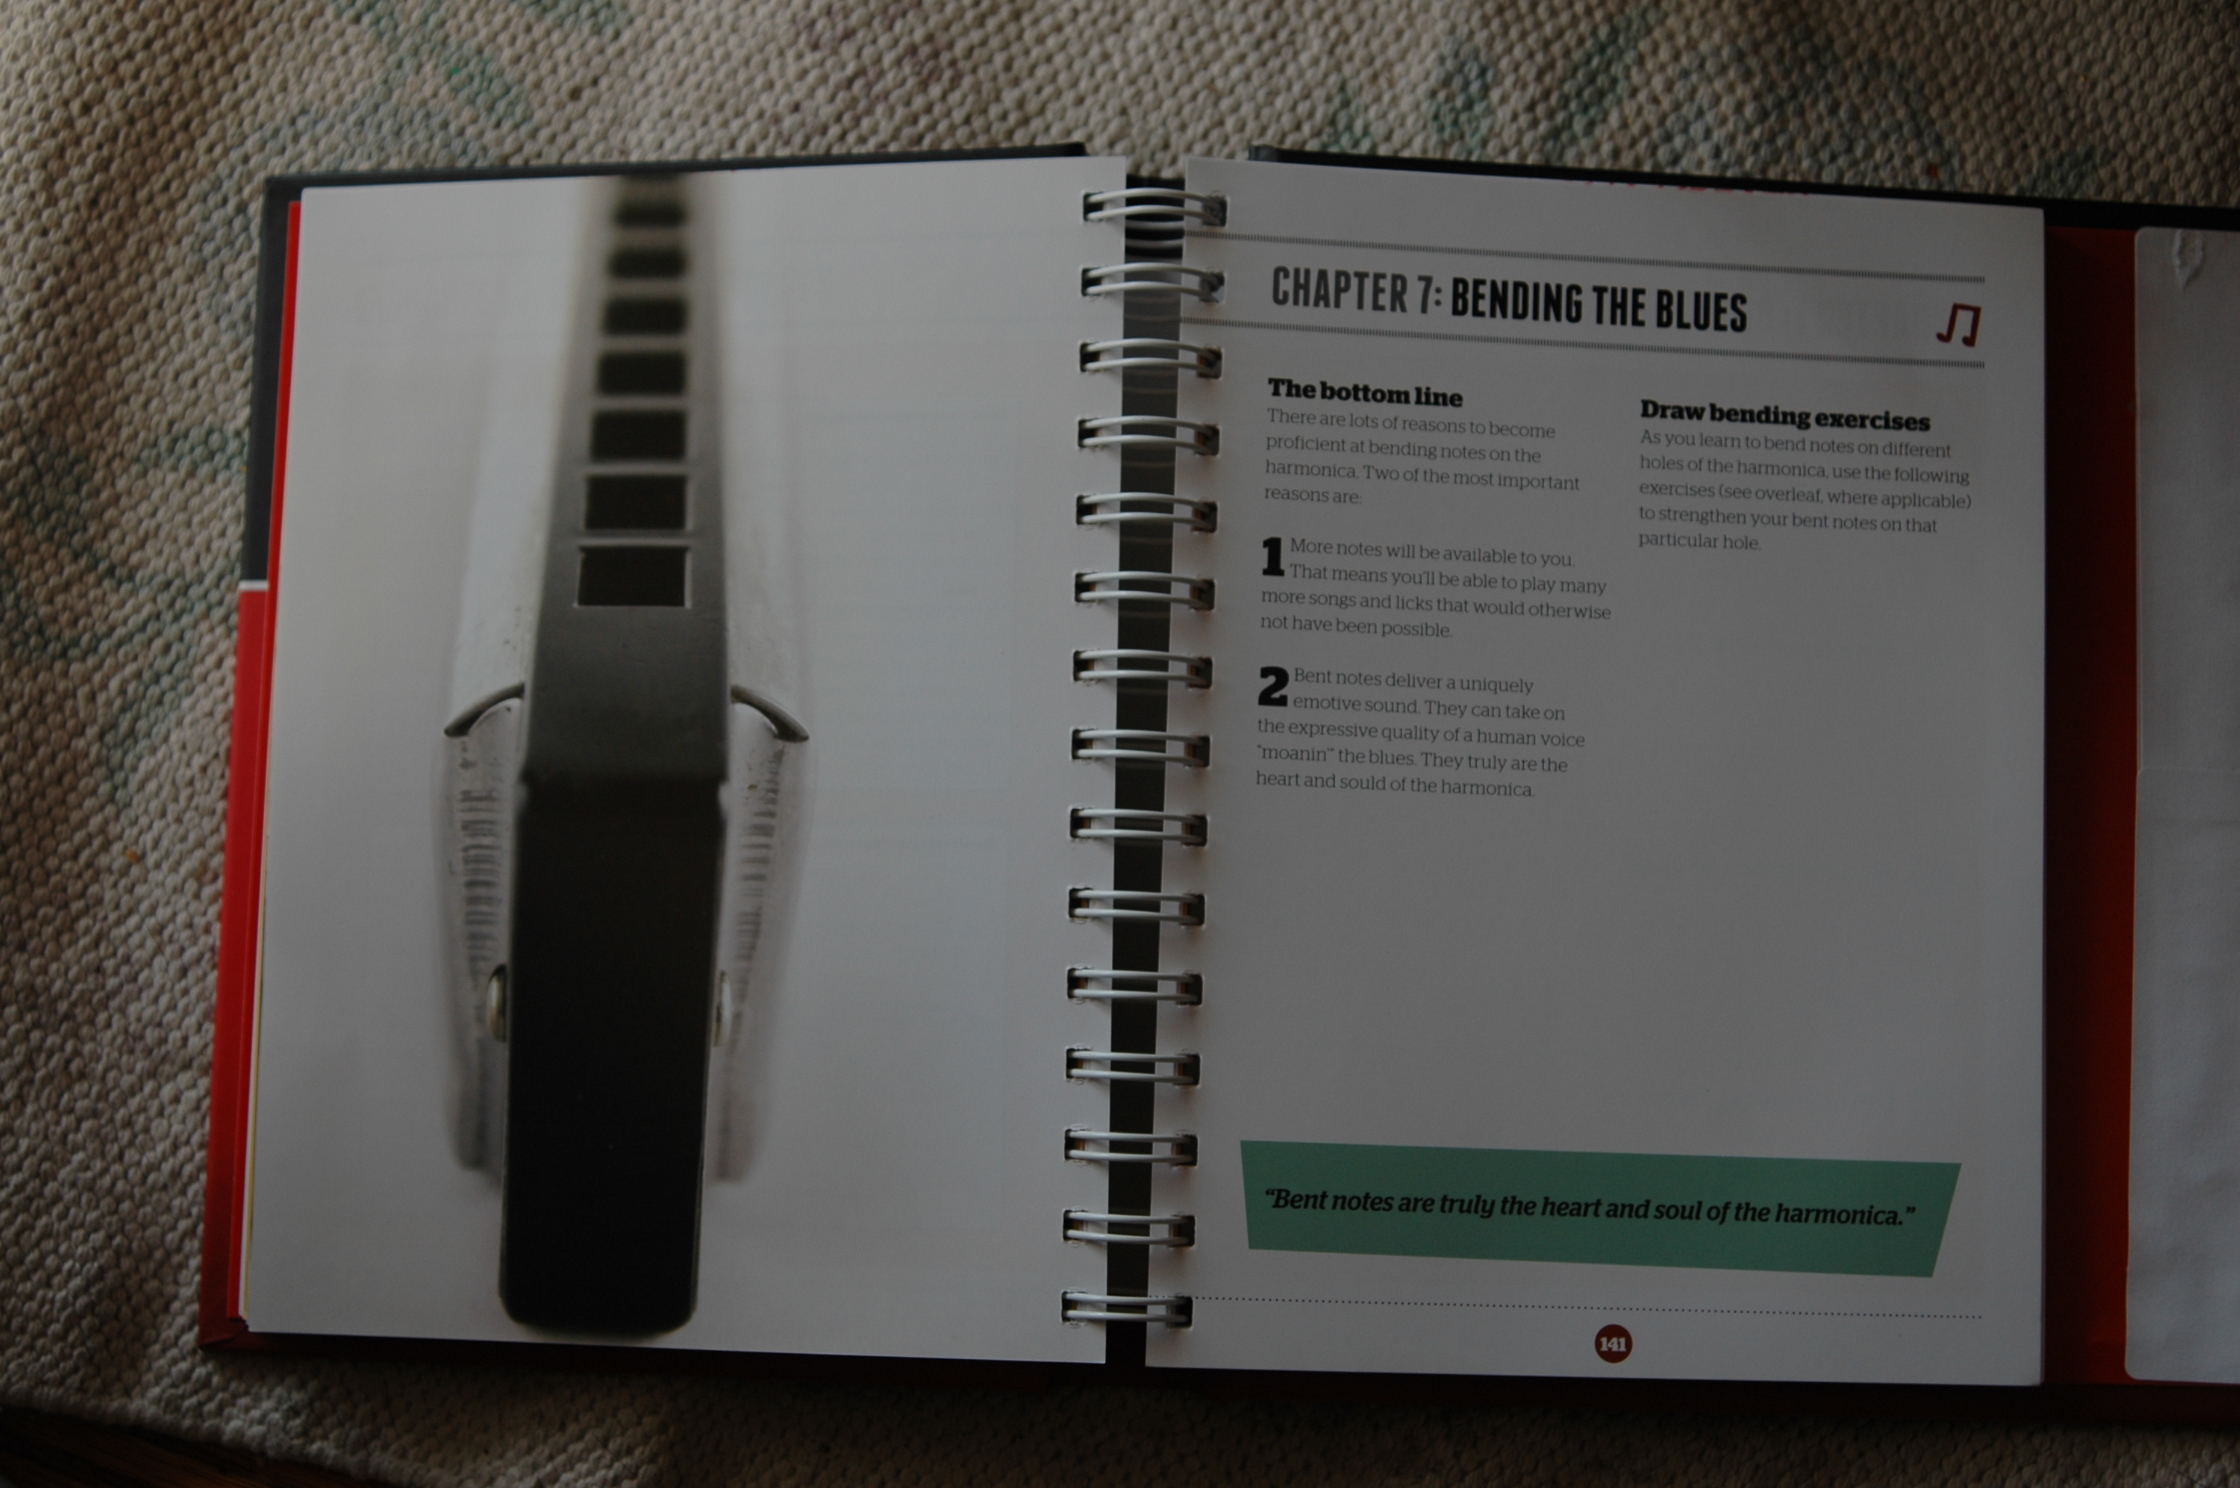 CHAPTER 7: BENDING THE BLUES
The bottom line
There are lots of reasons to become
proficient at bending notes on the
harmonica. Two of the most important
reasons are:
1 More notes will be available to you.
That means you'll be able to play many
more songs and licks that would otherwise
not have been possible.
2 Bent notes deliver a uniquely
emotive sound. They can take on
the expressive quality of a human voice
"moanin'" the blues. They truly are the
heart and sould of the harmonica.
Draw bending exercises
As you learn to bend notes on different
holes of the harmonica, use the following
exercises (see overleaf, where applicable)
to strengthen your bent notes on that
particular hole.
"Bent notes are truly the heart and soul of the harmonica."
141